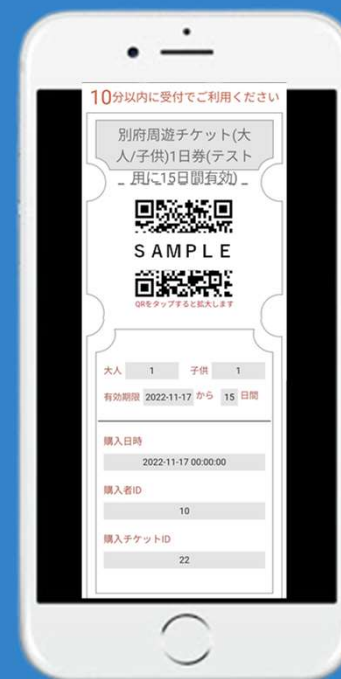 10分以内に受付でご利用ください
別府周遊チケット(大
人/子供)1日券(テスト
用に15日間有効)
SAMPLE
QRをタップすると拡大します
大人 1 子供 1
有効期限 2022-11-17 から 15 日間
購入日時
2022-11-17 00:00:00
購入者ID
10
購入チケットID
22